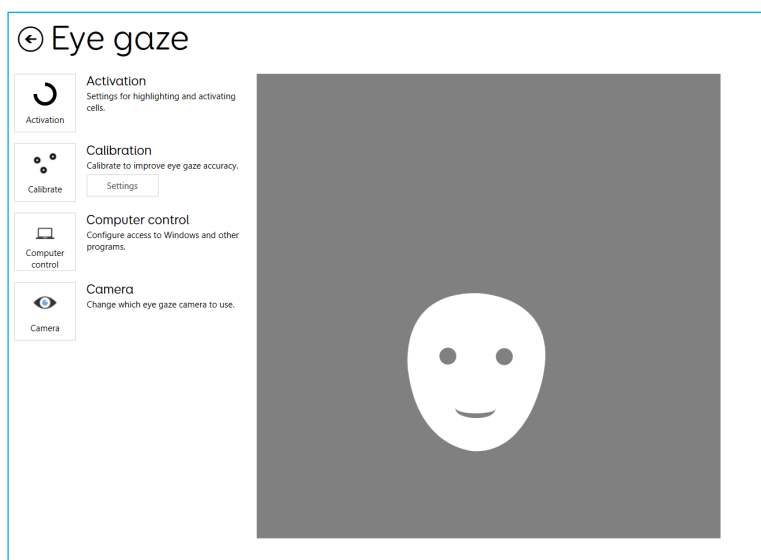 Eye gaze
Activation
Activation
Settings for highlighting and activating
cells.
Calibrate
Calibration
Calibrate to improve eye gaze accuracy.
Settings
Computer
control
Computer control
Configure access to Windows and other
programs.
Camera
Camera
Change which eye gaze camera to use.